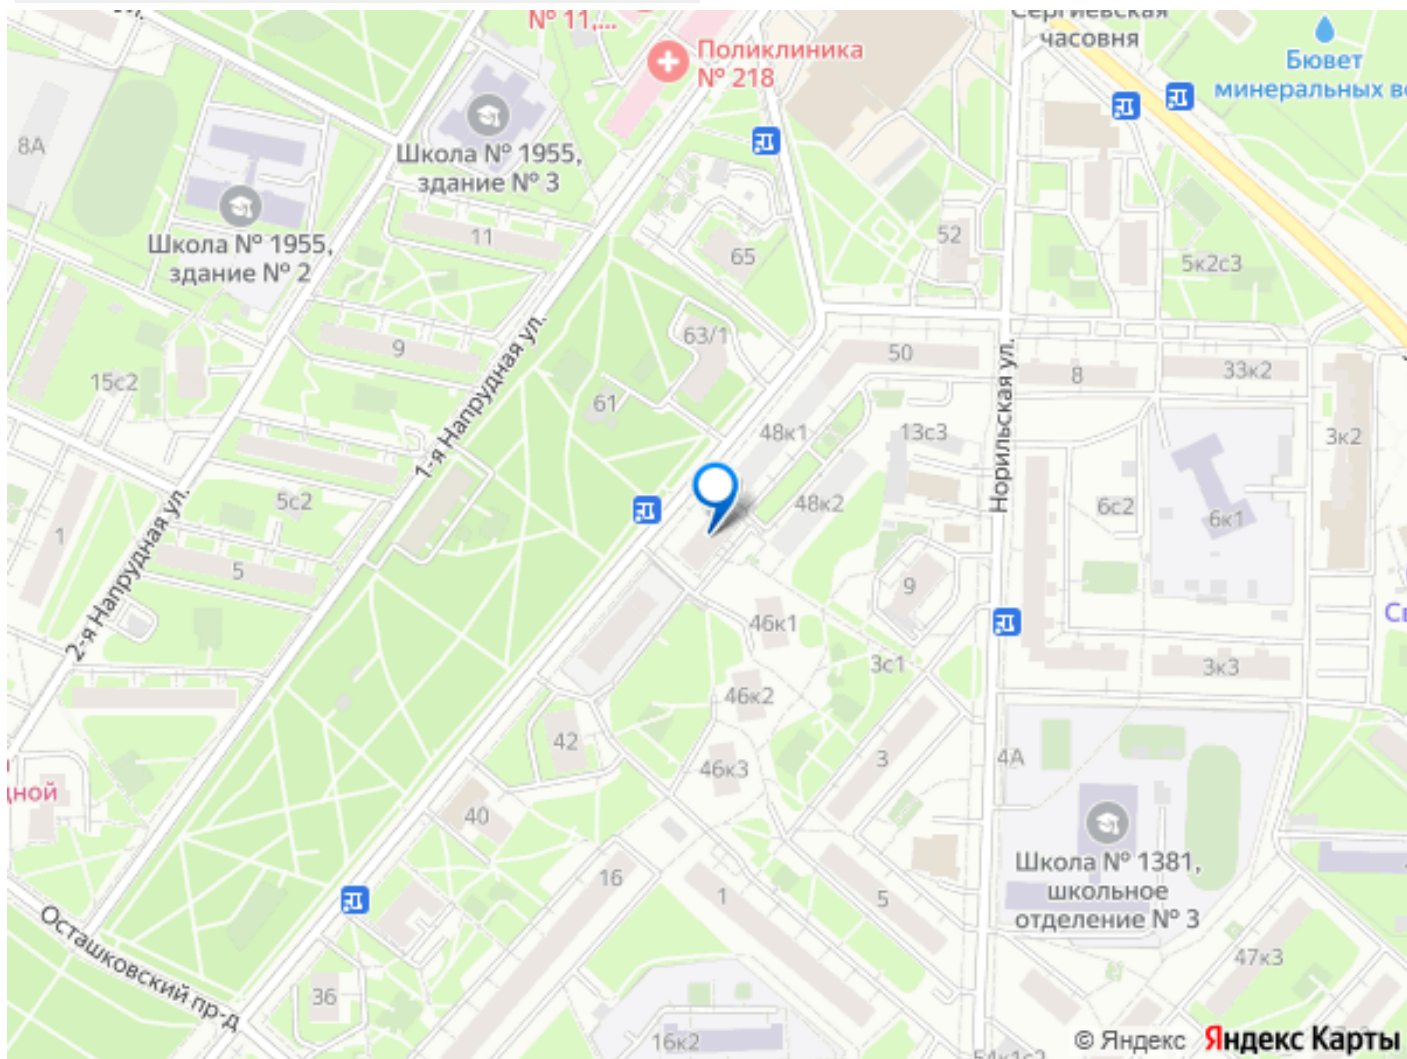 № 11,...
Поликлиника
№ 218
Сергиевская
часовня
Бювет
минеральных во
8А
Школа № 1955,
здание № 3
Школа № 1955,
здание № 2
11
65
52
5к2с3
63/1
50
8
33к2
9
15с2
61
1-я Напрудная ул.
48к1
13с3
Норильская ул.
3к2
5с2
48к2
6с2
6к1
1
2-я Напрудная ул.
5
9
46к1
Св
3с1
3к3
46к2
42
46к3
3
4А
дной
40
Школа № 1381,
школьное
отделение № 3
16
1
5
Осташковский пр-д
36
47к3
16к2
© Яндекс Яндекс Карты